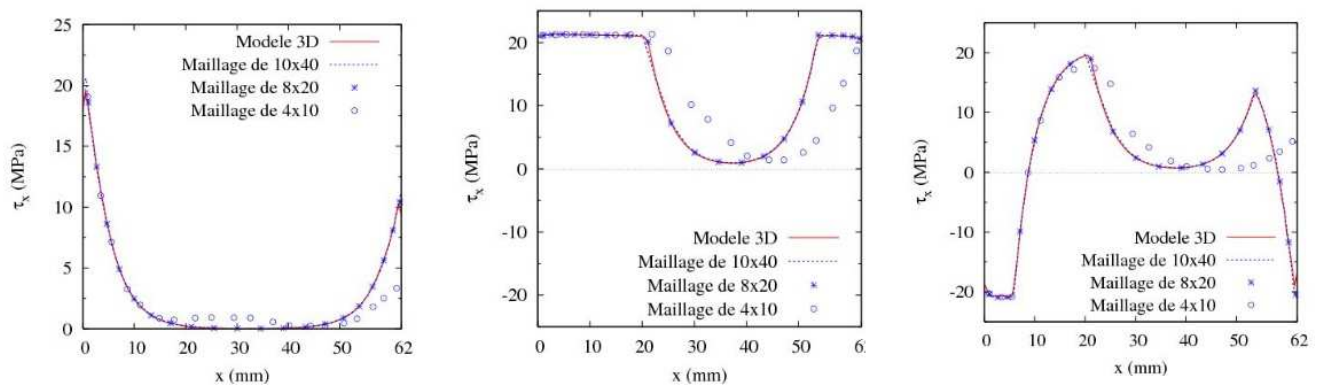 25
20
15
10
5
0
τx (MPa)
Modele 3D
Maillage de 10x40
Maillage de 8x20
Maillage de 4x10
0 10 20 30 40 50 62
x (mm)
20
10
0
-10
-20
τx (MPa)
Modele 3D
Maillage de 10x40
Maillage de 8x20
Maillage de 4x10
0 10 20 30 40 50 62
x (mm)
20
10
0
-10
-20
τx (MPa)
Modele 3D
Maillage de 10x40
Maillage de 8x20
Maillage de 4x10
0 10 20 30 40 50 62
x (mm)